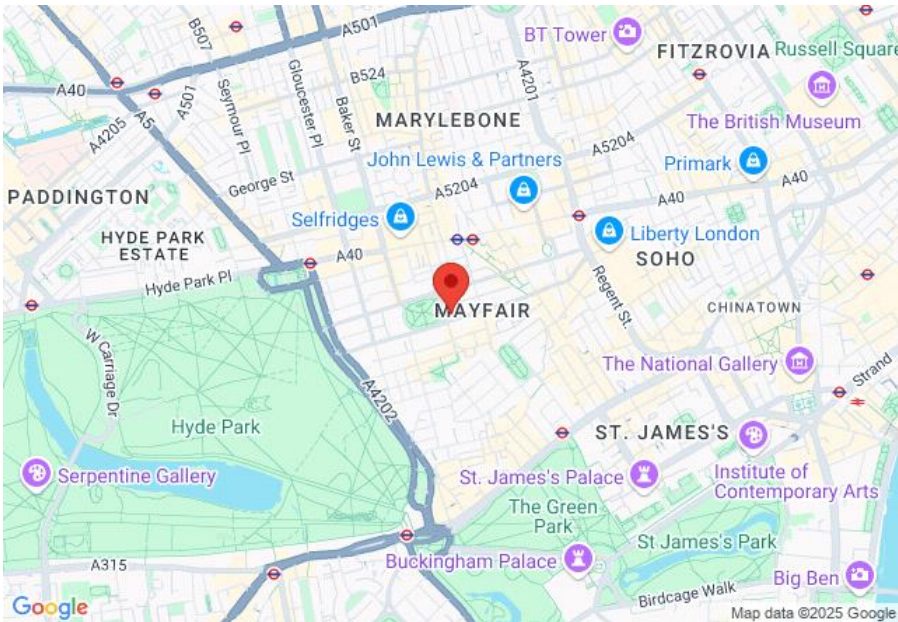 A501
B507
BT Tower
FITZROVIA
Russell Square
A40
A501
Gloucester Pl
B524
A4201
A5
Seymour Pl
Baker St
The British Museum
A4205
MARYLEBONE
A5204
John Lewis & Partners
Primark
George St
A5204
A40
A40
PADDINGTON
Selfridges
Liberty London
HYDE PARK
ESTATE
A40
SOHO
Hyde Park Pl
Regent St.
MAYFAIR
CHINATOWN
W Carriage Dr
The National Gallery
Strand
A4202
Hyde Park
ST. JAMES'S
Serpentine Gallery
St. James's Palace
Institute of
Contemporary Arts
The Green
Park
St James's Park
A315
Buckingham Palace
Big Ben
Birdcage Walk
Google
Map data ©2025 Google